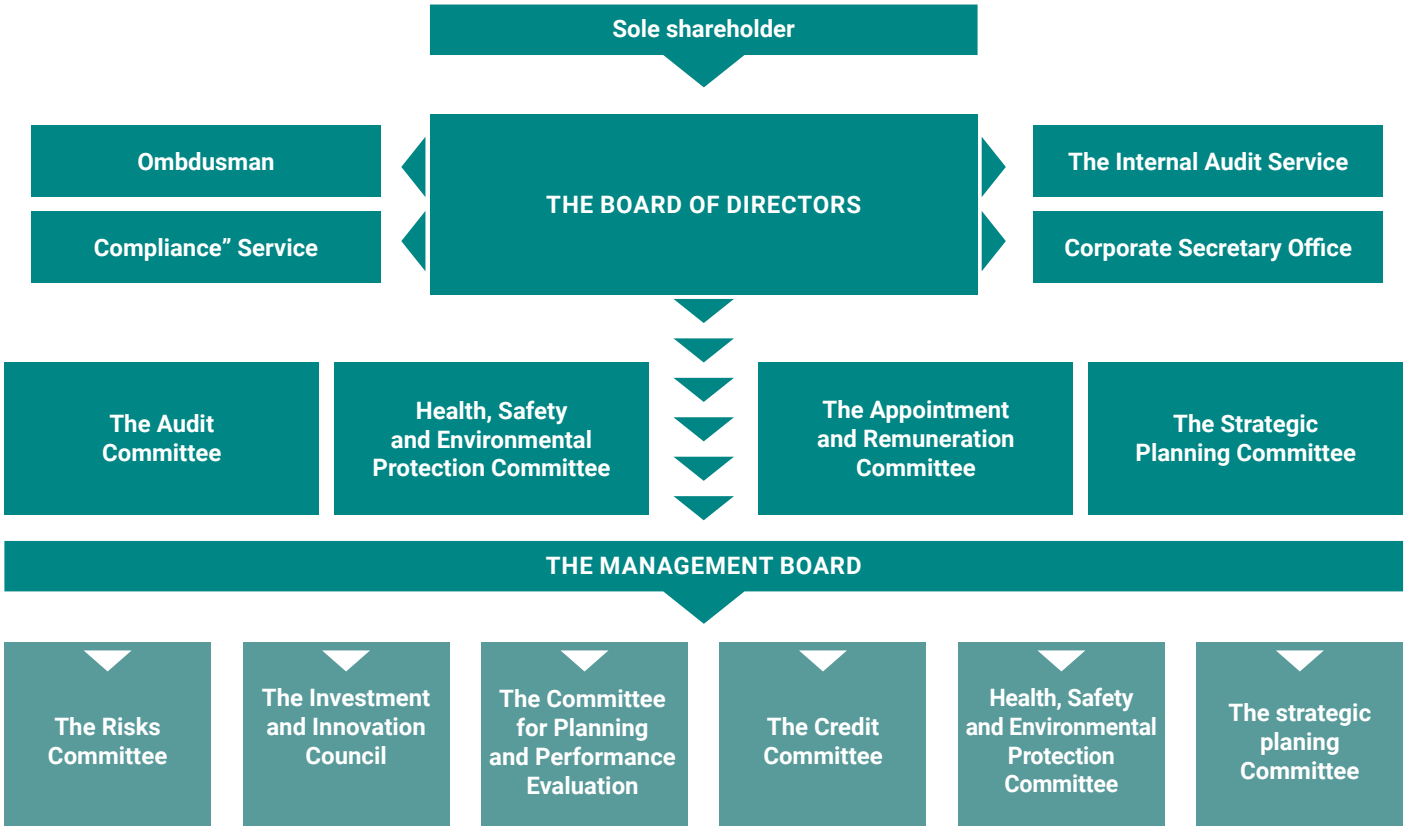 Sole shareholder
Ombdusman
Compliance” Service
THE BOARD OF DIRECTORS
The Internal Audit Service
Corporate Secretary Office
The Audit
Committee
Health, Safety
and Environmental
Protection Committee
The Appointment
and Remuneration
Committee
The Strategic
Planning Committee
THE MANAGEMENT BOARD
The Risks
Committee
The Investment
and Innovation
Council
The Committee
for Planning
and Performance
Evaluation
The Credit
Committee
Health, Safety
and Environmental
Protection
Committee
The strategic
planing
Committee